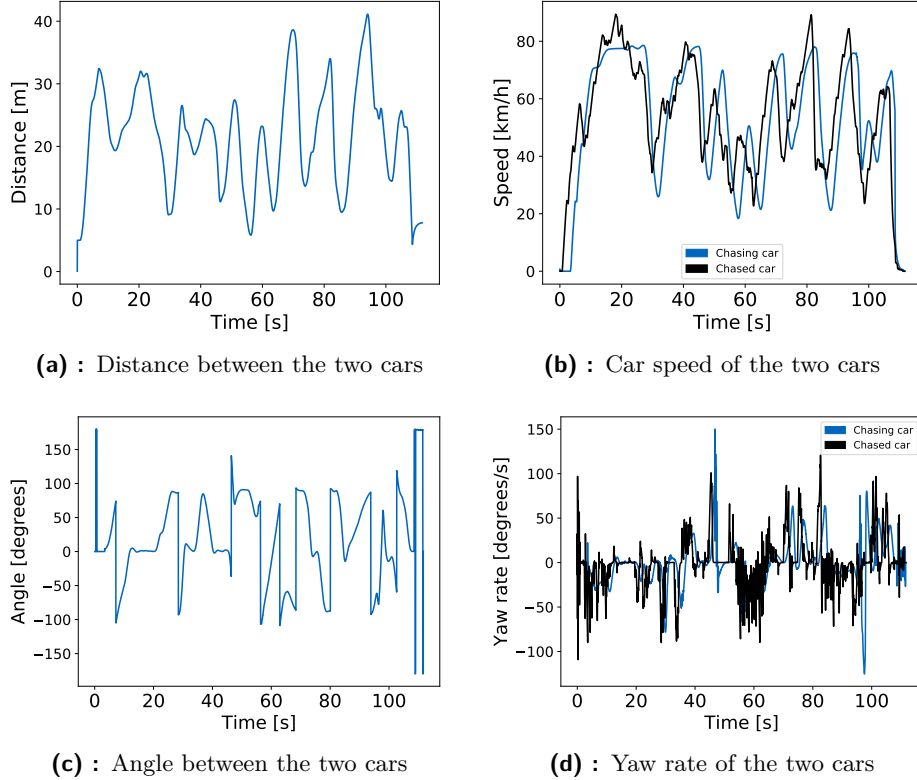 40
30
20
10
0
Distance [m]
0 20 40 60 80 100
Time [s]
(a) : Distance between the two cars
80
60
40
20
0
Speed [km/h]
Chasing car
Chased car
0 20 40 60 80 100
Time [s]
(b) : Car speed of the two cars
150
100
50
0
−50
−100
−150
Angle [degrees]
0 20 40 60 80 100
Time [s]
(c) : Angle between the two cars
150
100
50
0
−50
−100
Yaw rate [degrees/s]
Chasing car
Chased car
0 20 40 60 80 100
Time [s]
(d) : Yaw rate of the two cars